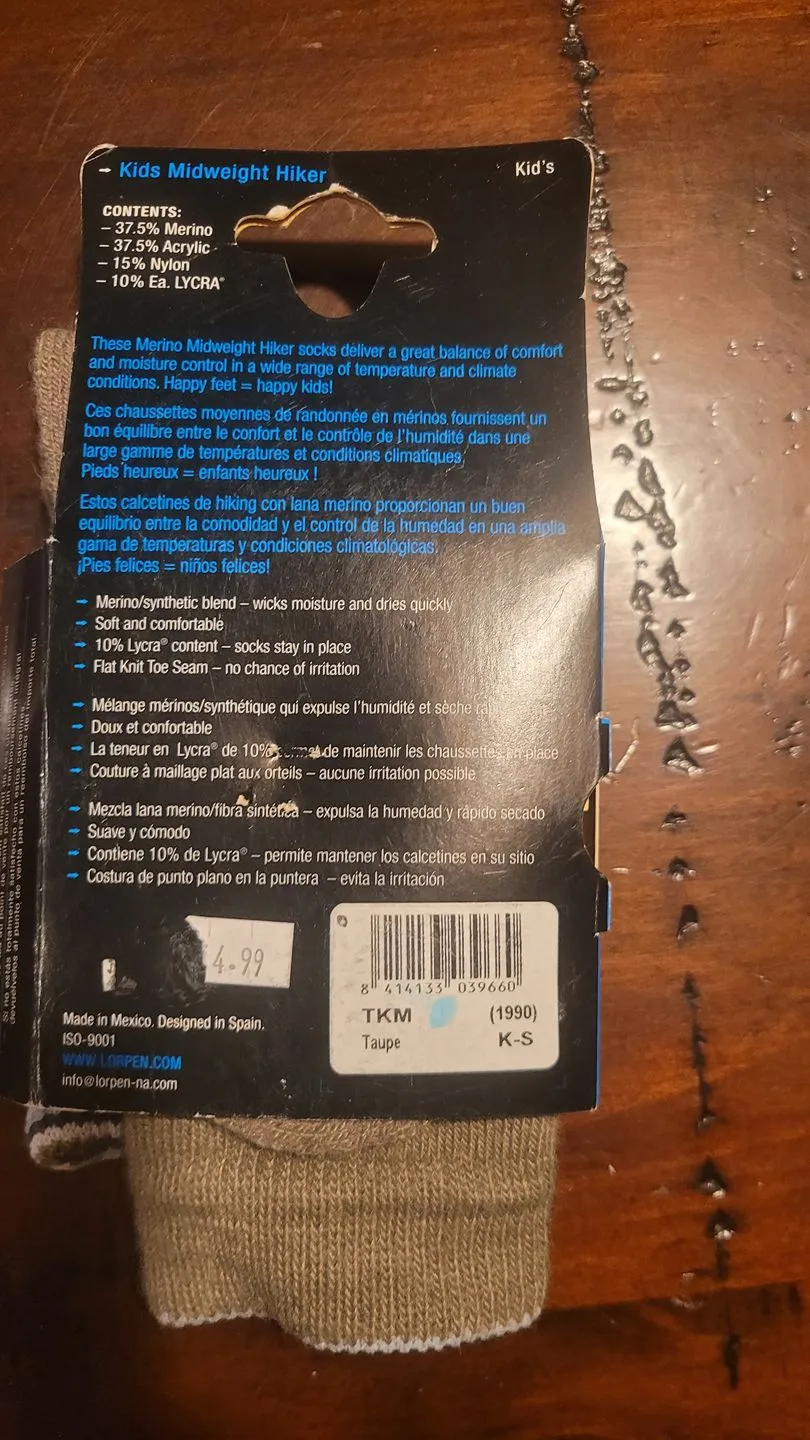 → Kids Midweight Hiker
Kid's
CONTENTS:
– 37.5% Merino
– 37.5% Acrylic
– 15% Nylon
– 10% Ea. LYCRA®
These Merino Midweight Hiker socks deliver a great balance of comfort
and moisture control in a wide range of temperature and climate
conditions. Happy feet = happy kids!
Ces chaussettes moyennes de randonnée en mérinos fournissent un
bon équilibre entre le confort et le contrôle de l'humidité dans une
large gamme de températures et conditions climatiques
Pieds heureux = enfants heureux !
Estos calcetines de hiking con lana merino proporcionan un buen
equilibrio entre la comodidad y el control de la humedad en una amplia
gama de temperaturas y condiciones climatológicas.
¡Pies felices = niños felices!
→ Merino/synthetic blend – wicks moisture and dries quickly
→ Soft and comfortable
→ 10% Lycra® content – socks stay in place
→ Flat Knit Toe Seam – no chance of irritation
→ Mélange mérinos/synthétique qui expulse l'humidité et sèche
→ Doux et confortable
→ La teneur en Lycra® de 10% de maintenir les chaussettes en place
→ Couture à maillage plat aux orteils – aucune irritation possible
→ Mezcla lana merino/fibra sintética – expulsa la humedad y rápido secado
→ Suave y cómodo
→ Contiene 10% de Lycra® – permite mantener los calcetines en su sitio
→ Costura de punto plano en la puntera – evita la irritación
4.99
8 414133 039660
TKM (1990)
Taupe K-S
Made in Mexico. Designed in Spain.
ISO-9001
WWW.LORPEN.COM
info@lorpen-na.com